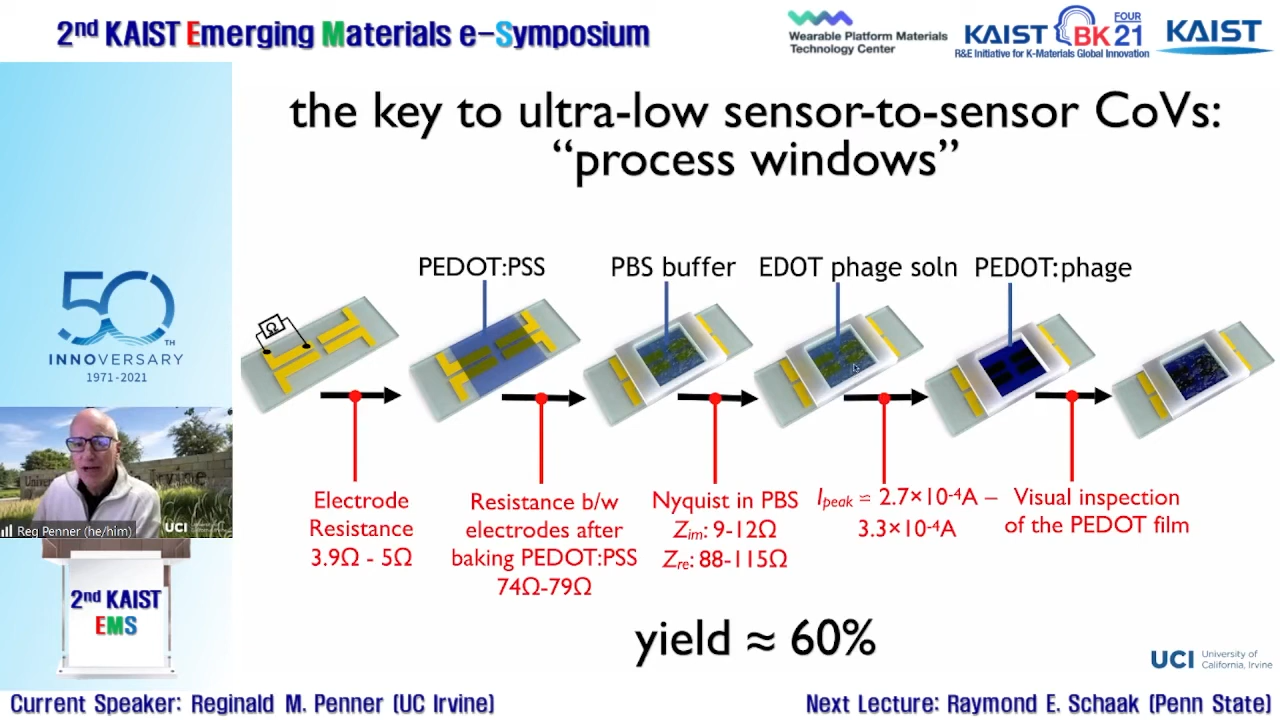 2nd KAIST Emerging Materials e-Symposium
Wearable Platform Materials
Technology Center
KAIST BK21 FOUR
R&E Initiative for K-Materials Global Innovation
KAIST
the key to ultra-low sensor-to-sensor CoVs:
“process windows”
50TH
INNOVERSARY
1971-2021
PEDOT:PSS
PBS buffer
EDOT phage soln
PEDOT:phage
Ω
Electrode
Resistance
3.9Ω - 5Ω
Resistance b/w
electrodes after
baking PEDOT:PSS
74Ω-79Ω
Nyquist in PBS
Zim: 9-12Ω
Zre: 88-115Ω
Ipeak = 2.7×10-4A –
3.3×10-4A
Visual inspection
of the PEDOT film
yield ≈ 60%
Reg Penner (he/him)
UCI
2nd KAIST
EMS
UCI
University of
California, Irvine
Current Speaker: Reginald M. Penner (UC Irvine)
Next Lecture: Raymond E. Schaak (Penn State)